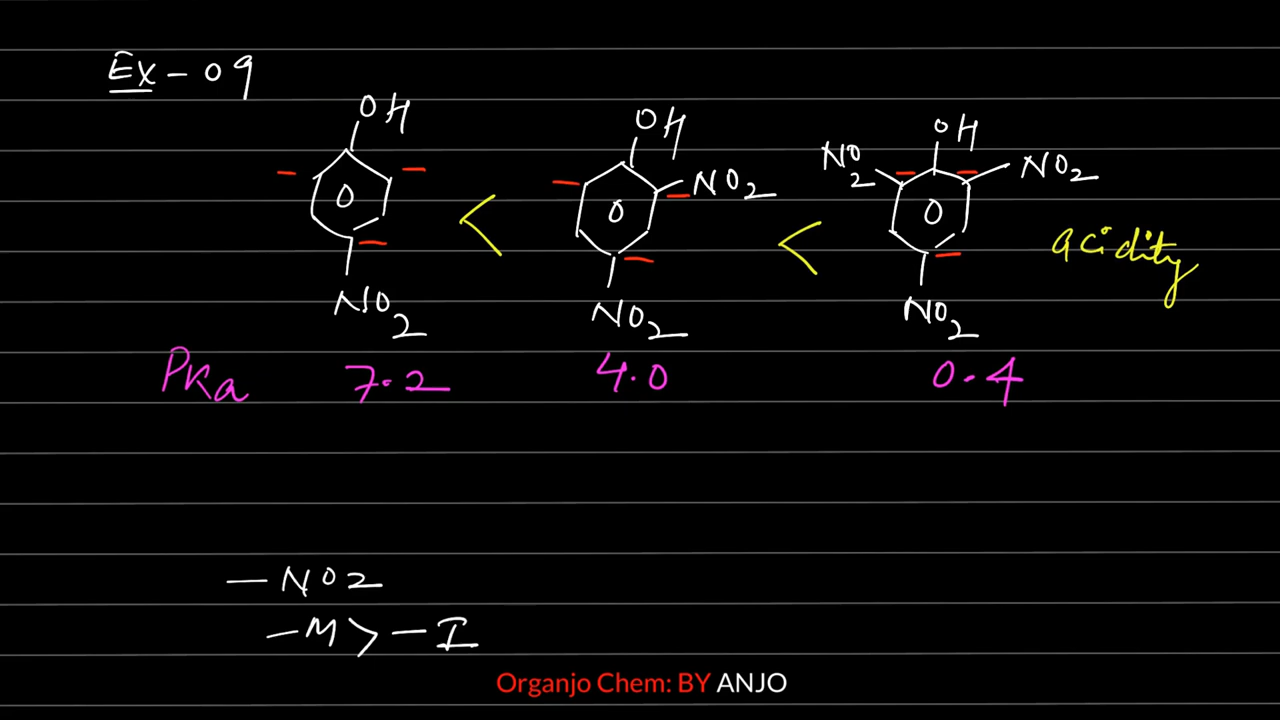 Ex - 09
OH OH OH
NO2 NO2 NO2
< < acidity
NO2 NO2 NO2
PKa 7.2 4.0 0.4
- NO2
- M > - I
Organjo Chem: BY ANJO